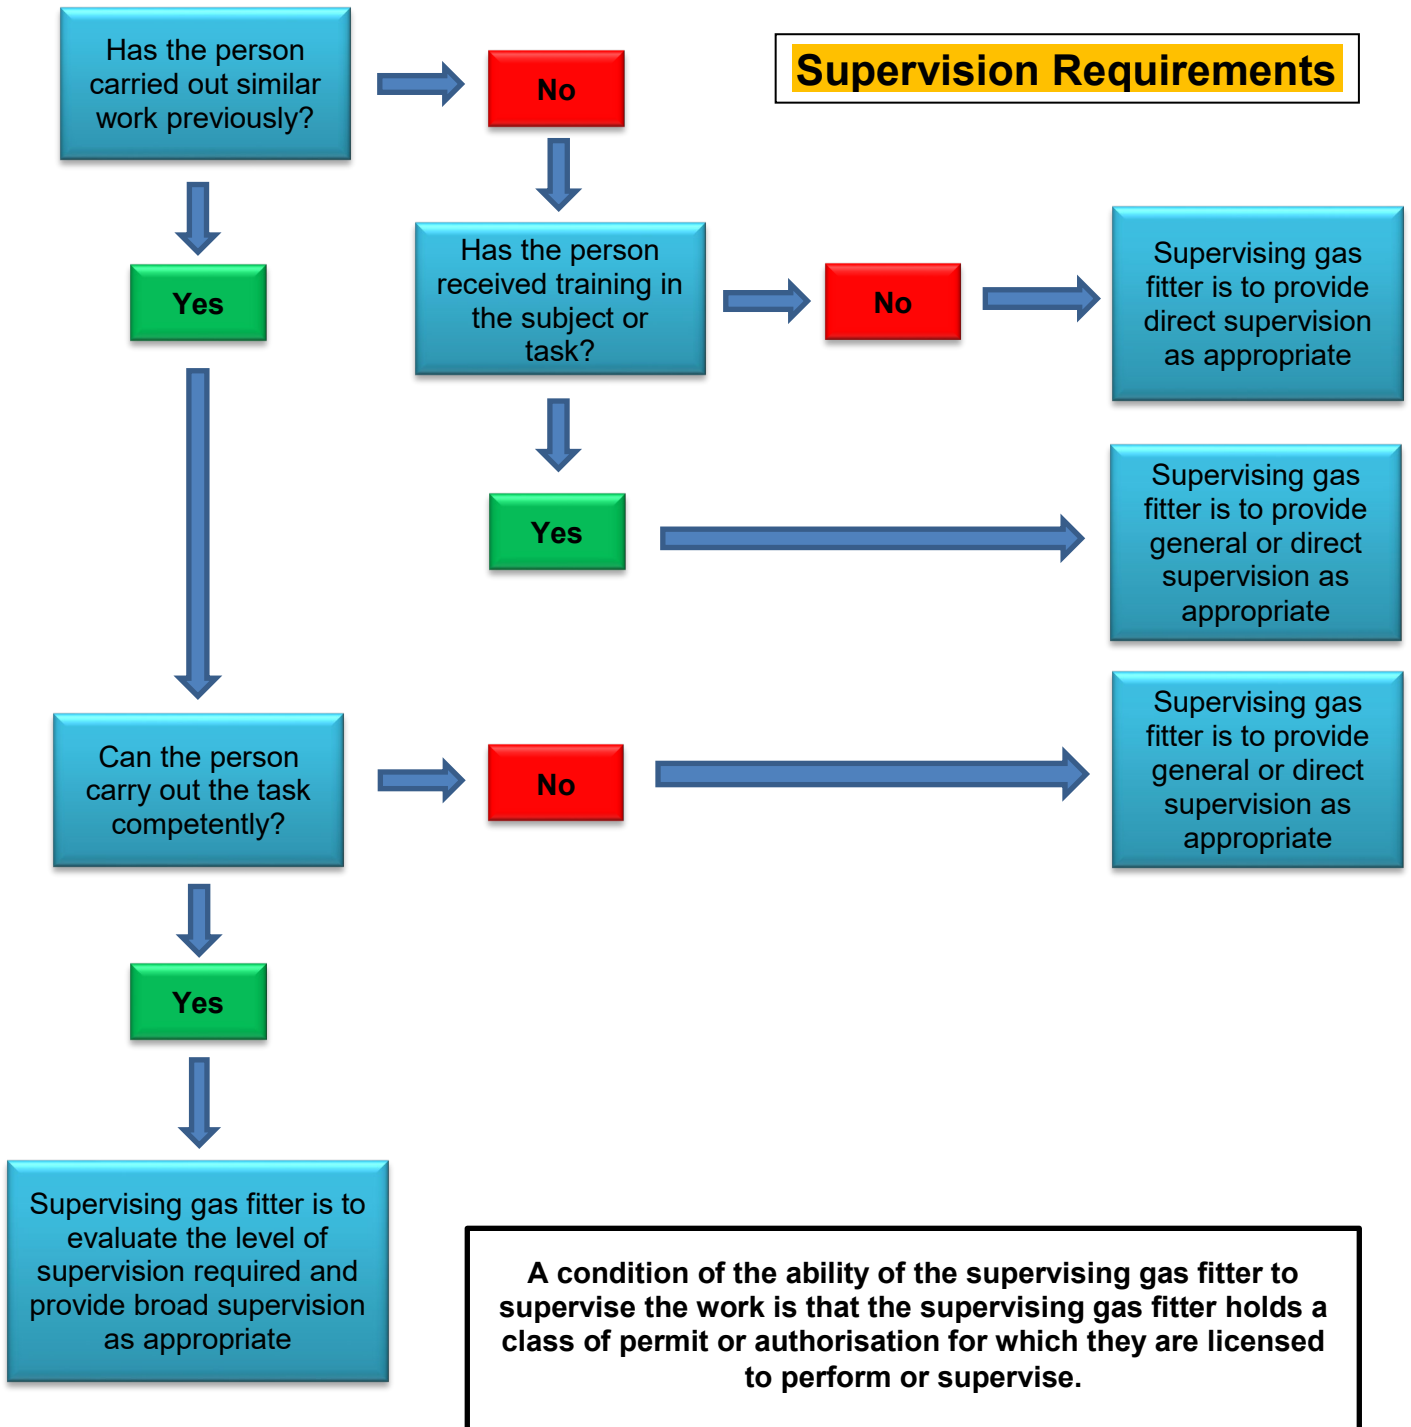 Has the person
carried out similar
work previously?
No
Supervision Requirements
Yes
Has the person
received training in
the subject or
task?
No
Supervising gas
fitter is to provide
direct supervision
as appropriate
Yes
Supervising gas
fitter is to provide
general or direct
supervision as
appropriate
Can the person
carry out the task
competently?
No
Supervising gas
fitter is to provide
general or direct
supervision as
appropriate
Yes
Supervising gas fitter is to
evaluate the level of
supervision required and
provide broad supervision
as appropriate
A condition of the ability of the supervising gas fitter to
supervise the work is that the supervising gas fitter holds a
class of permit or authorisation for which they are licensed
to perform or supervise.